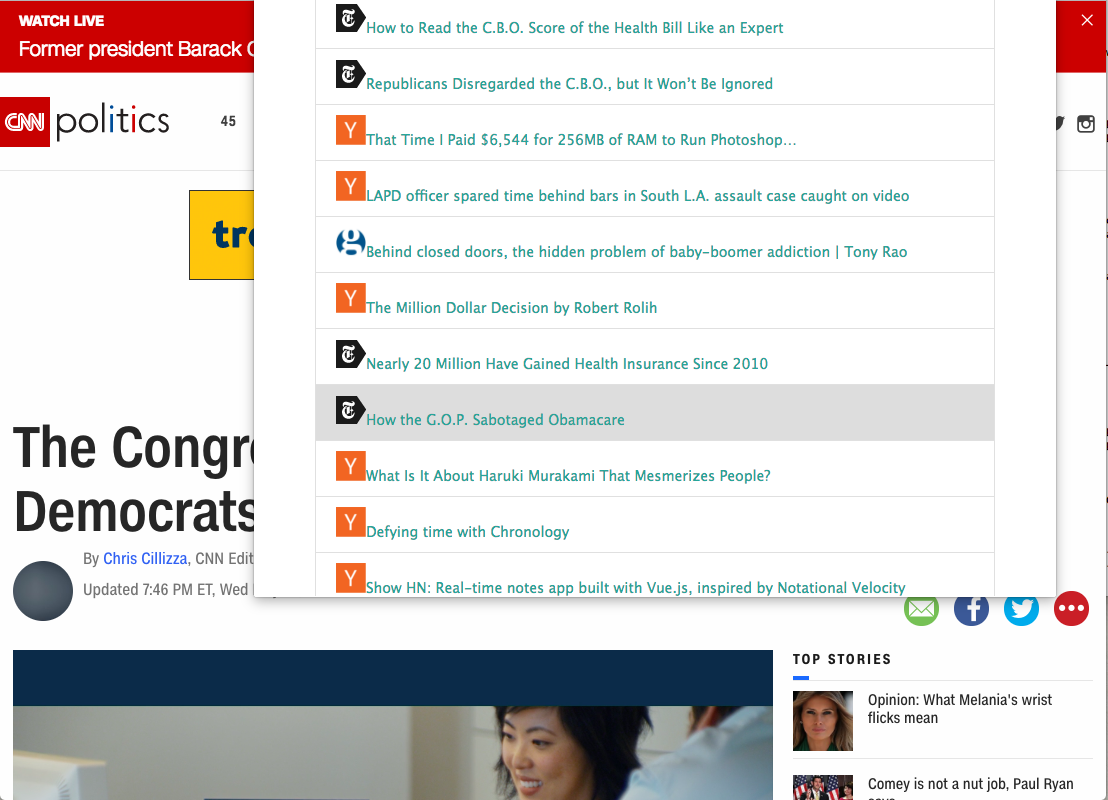 WATCH LIVE
Former president Barack
CNN politics
45
How to Read the C.B.O. Score of the Health Bill Like an Expert
Republicans Disregarded the C.B.O., but It Won’t Be Ignored
Y That Time I Paid $6,544 for 256MB of RAM to Run Photoshop…
Y LAPD officer spared time behind bars in South L.A. assault case caught on video
Behind closed doors, the hidden problem of baby-boomer addiction | Tony Rao
Y The Million Dollar Decision by Robert Rolih
Nearly 20 Million Have Gained Health Insurance Since 2010
How the G.O.P. Sabotaged Obamacare
Y What Is It About Haruki Murakami That Mesmerizes People?
Y Defying time with Chronology
Y Show HN: Real-time notes app built with Vue.js, inspired by Notational Velocity
The
Democrats
By Chris Cillizza, CNN
Updated 7:46 PM ET, Wed
TOP STORIES
Opinion: What Melania's wrist
flicks mean
Comey is not a nut job, Paul Ryan
says